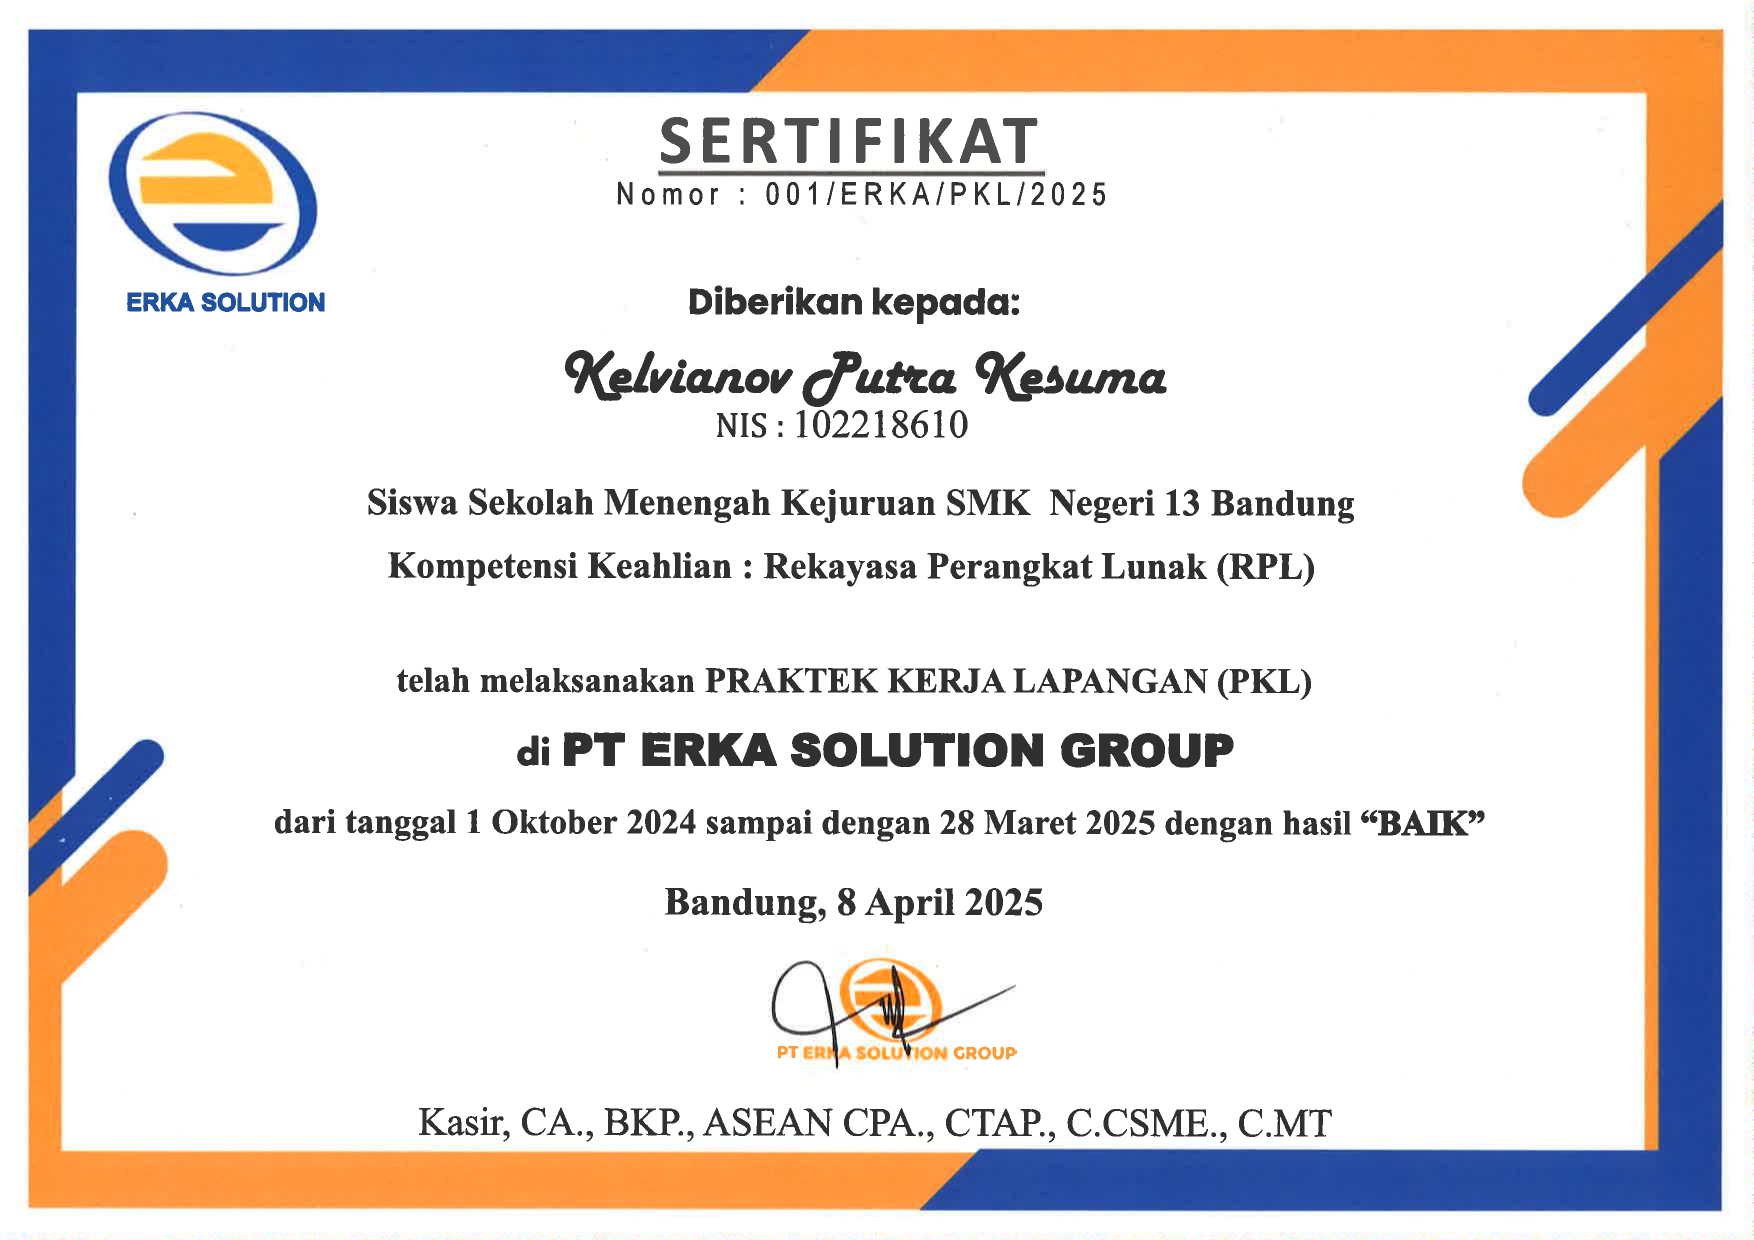 SERTIFIKAT
Nomor : 001/ERKA/PKL/2025
ERKA SOLUTION
Diberikan kepada:
Kelvianov Putra Kesuma
NIS : 102218610
Siswa Sekolah Menengah Kejuruan SMK Negeri 13 Bandung
Kompetensi Keahlian : Rekayasa Perangkat Lunak (RPL)
telah melaksanakan PRAKTEK KERJA LAPANGAN (PKL)
di PT ERKA SOLUTION GROUP
dari tanggal 1 Oktober 2024 sampai dengan 28 Maret 2025 dengan hasil “BAIK”
Bandung, 8 April 2025
PT ERKA SOLUTION GROUP
Kasir, CA., BKP., ASEAN CPA., CTAP., C.CSME., C.MT